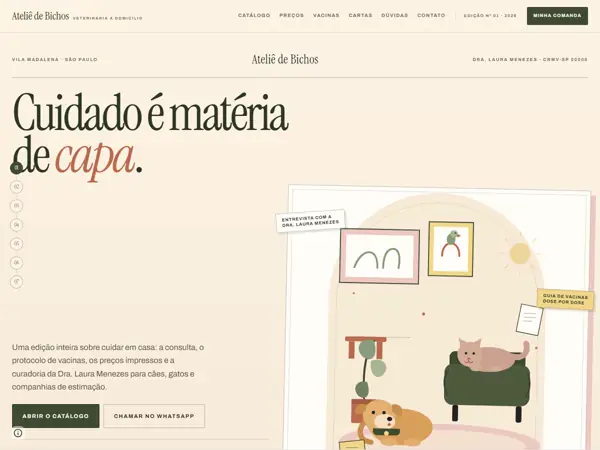 Ateliê de Bichos VETERINÁRIA A DOMICÍLIO
CATÁLOGO PREÇOS VACINAS CARTAS DÚVIDAS CONTATO EDIÇÃO Nº 01 · 2026 MINHA COMANDA
VILA MADALENA · SÃO PAULO Ateliê de Bichos DRA. LAURA MENEZES · CRMV-SP 00000
Cuidado é matéria
de capa.
01
02
03
04
05
06
07
ENTREVISTA COM A
DRA. LAURA MENEZES
GUIA DE VACINAS
DOSE POR DOSE
Uma edição inteira sobre cuidar em casa: a consulta, o
protocolo de vacinas, os preços impressos e a
curadoria da Dra. Laura Menezes para cães, gatos e
companhias de estimação.
ABRIR O CATÁLOGO CHAMAR NO WHATSAPP